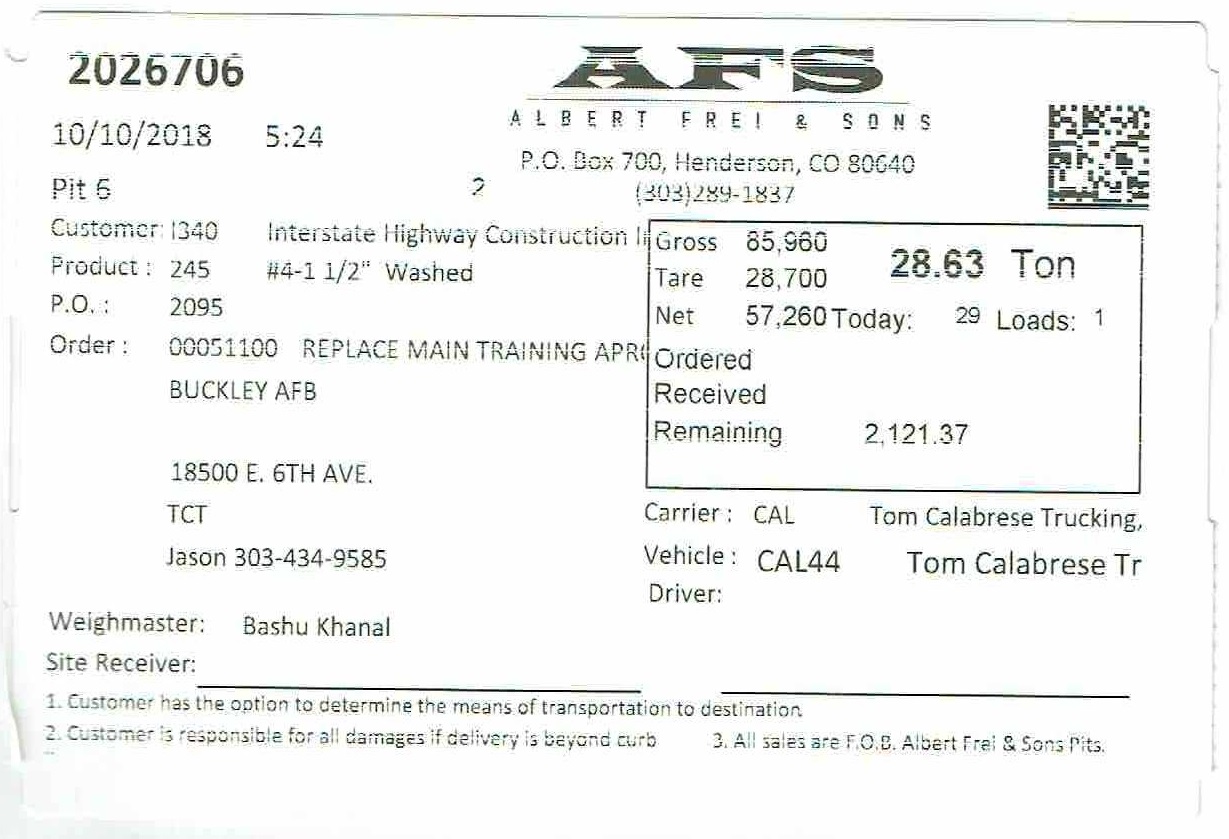 2026706
AFS
ALBERT FREI & SONS
10/10/2018 5:24
P.O. Box 700, Henderson, CO 80640
Pit 6 2
(303)289-1837
Customer: I340 Interstate Highway Construction I
Product : 245 #4-1 1/2" Washed
P.O. : 2095
Order : 00051100 REPLACE MAIN TRAINING APR
BUCKLEY AFB
18500 E. 6TH AVE.
TCT
Jason 303-434-9585
Gross 85,960 28.63 Ton
Tare 28,700
Net 57,260 Today: 29 Loads: 1
Ordered
Received
Remaining 2,121.37
Carrier : CAL Tom Calabrese Trucking,
Vehicle : CAL44 Tom Calabrese Tr
Driver:
Weighmaster: Bashu Khanal
Site Receiver:
1. Customer has the option to determine the means of transportation to destination.
2. Customer is responsible for all damages if delivery is beyond curb 3. All sales are F.O.B. Albert Frei & Sons Pits.